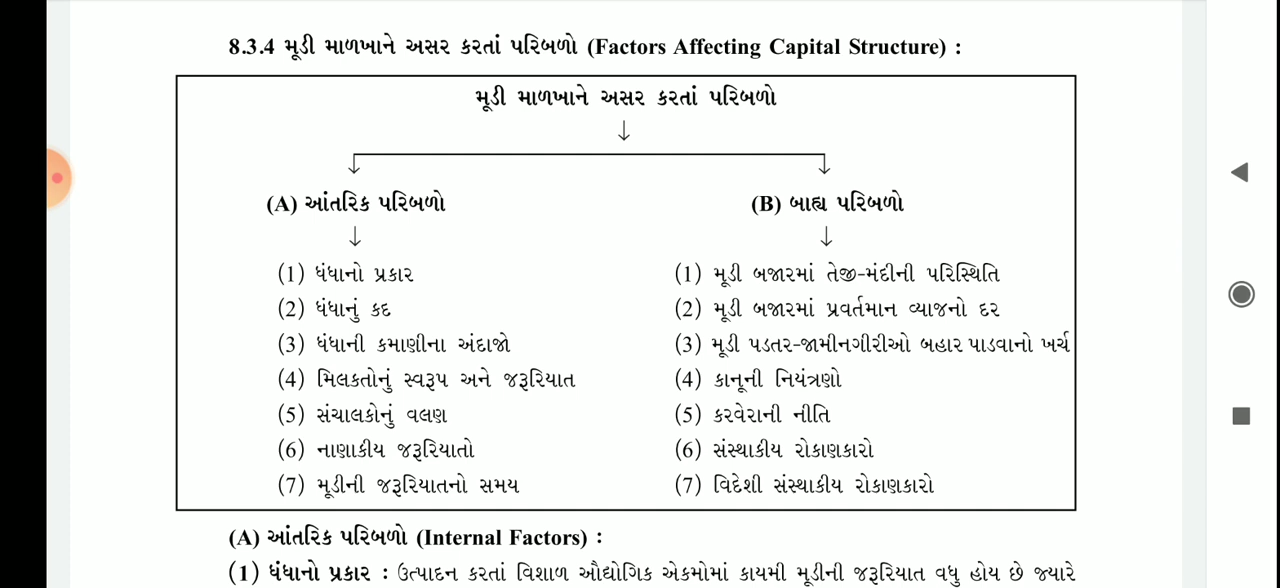 8.3.4 મૂડી માળખાને અસર કરતાં પરિબળો (Factors Affecting Capital Structure) :
મૂડી માળખાને અસર કરતાં પરિબળો
(A) આંતરિક પરિબળો
(B) બાહ્ય પરિબળો
(1) ધંધાનો પ્રકાર
(2) ધંધાનું કદ
(3) ધંધાની કમાણીના અંદાજો
(4) મિલકતોનું સ્વરૂપ અને જરૂરિયાત
(5) સંચાલકોનું વલણ
(6) નાણાકીય જરૂરિયાતો
(7) મૂડીની જરૂરિયાતનો સમય
(1) મૂડી બજારમાં તેજી-મંદીની પરિસ્થિતિ
(2) મૂડી બજારમાં પ્રવર્તમાન વ્યાજનો દર
(3) મૂડી પડતર-જામીનગીરીઓ બહાર પાડવાનો ખર્ચ
(4) કાનૂની નિયંત્રણો
(5) કરવેરાની નીતિ
(6) સંસ્થાકીય રોકાણકારો
(7) વિદેશી સંસ્થાકીય રોકાણકારો
(A) આંતરિક પરિબળો (Internal Factors) :
(1) ધંધાનો પ્રકાર : ઉત્પાદન કરતાં વિશાળ ઔદ્યોગિક એકમોમાં કાયમી મૂડીની જરૂરિયાત વધુ હોય છે જ્યારે